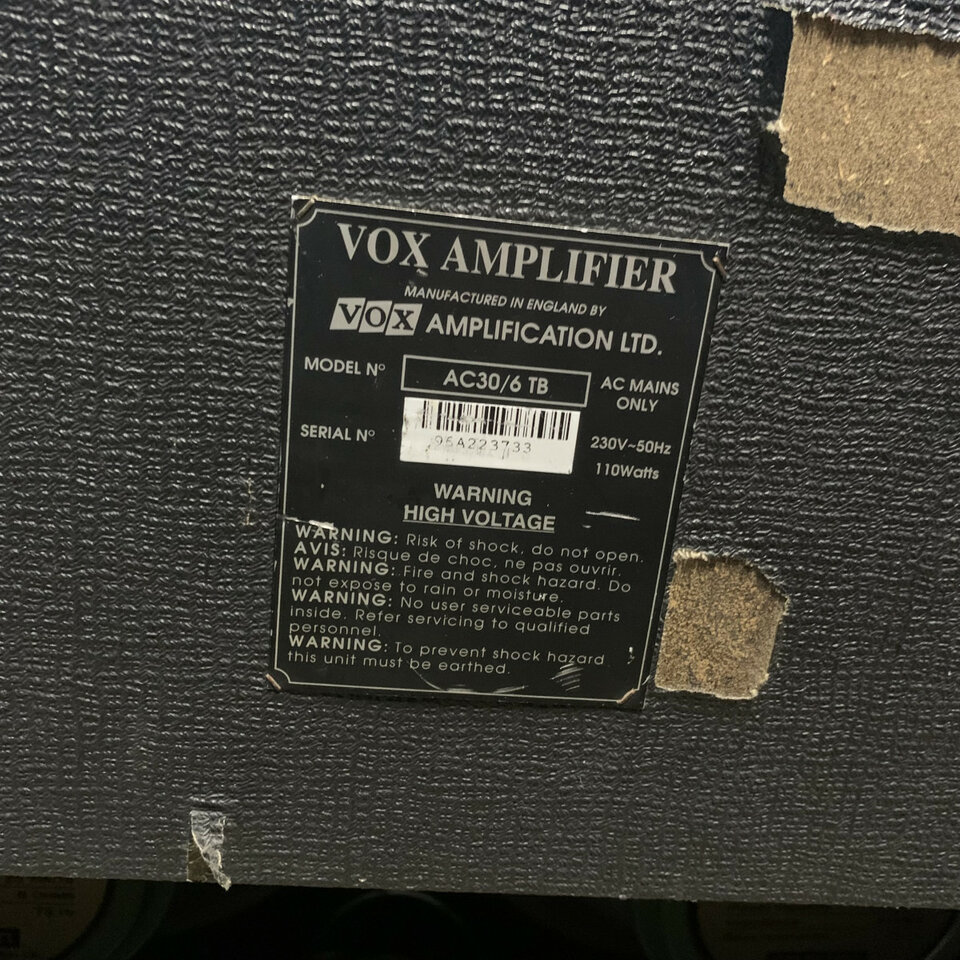 VOX AMPLIFIER
MANUFACTURED IN ENGLAND BY
VOX AMPLIFICATION LTD.
MODEL Nº AC30/6 TB
AC MAINS
ONLY
SERIAL Nº 95A223733
230V~50Hz
110Watts
WARNING
HIGH VOLTAGE
WARNING: Risk of shock, do not open.
AVIS: Risque de choc, ne pas ouvrir.
WARNING: Fire and shock hazard. Do
not expose to rain or moisture.
WARNING: No user serviceable parts
inside. Refer servicing to qualified
personnel.
WARNING: To prevent shock hazard
this unit must be earthed.